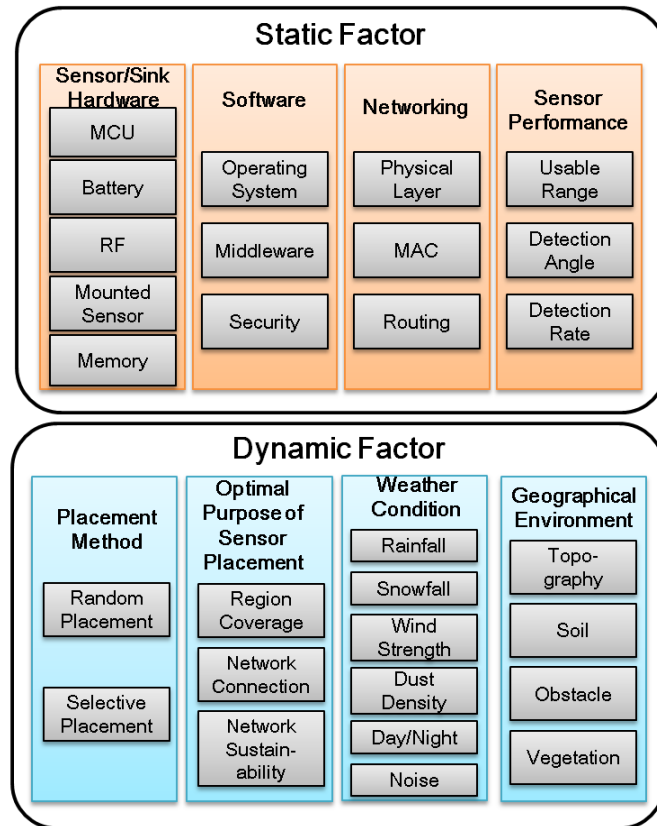 Static Factor
Sensor/Sink
Hardware
MCU
Battery
RF
Mounted
Sensor
Memory
Software
Operating
System
Middleware
Security
Networking
Physical
Layer
MAC
Routing
Sensor
Performance
Usable
Range
Detection
Angle
Detection
Rate
Dynamic Factor
Placement
Method
Random
Placement
Selective
Placement
Optimal
Purpose of
Sensor
Placement
Region
Coverage
Network
Connection
Network
Sustain-
ability
Weather
Condition
Rainfall
Snowfall
Wind
Strength
Dust
Density
Day/Night
Noise
Geographical
Environment
Topo-
graphy
Soil
Obstacle
Vegetation